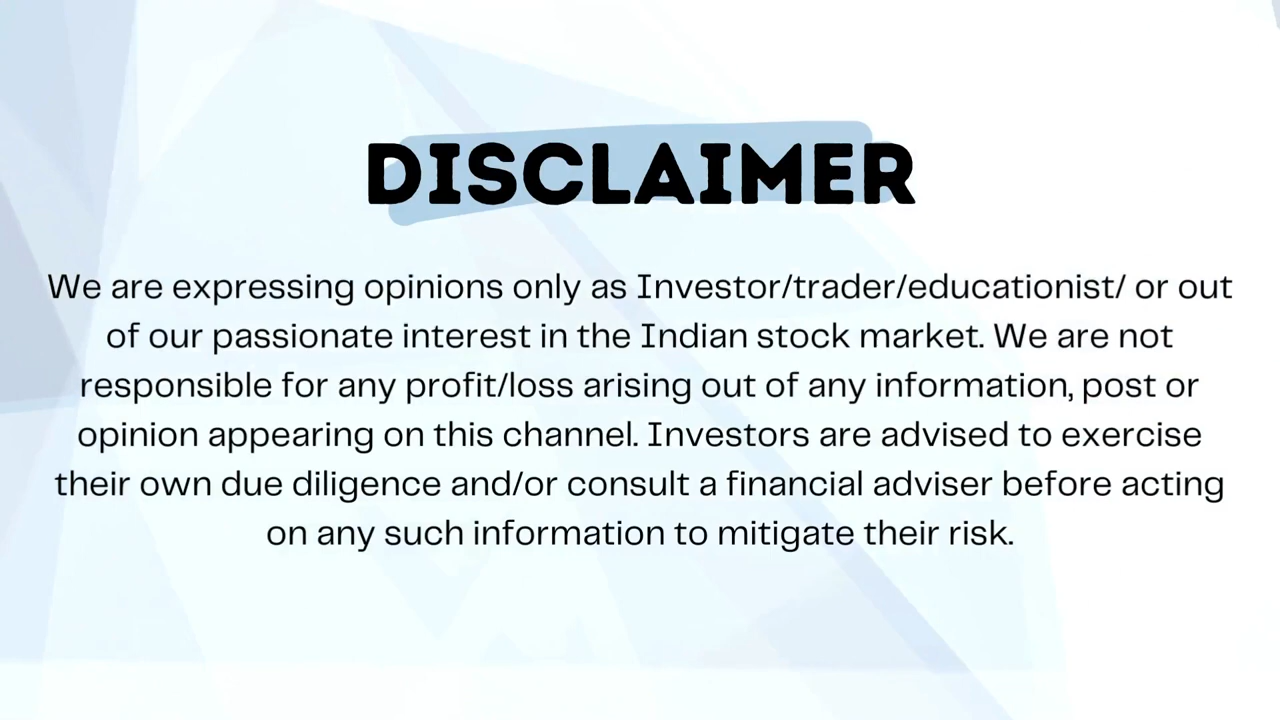 DISCLAIMER
We are expressing opinions only as Investor/trader/educationist/ or out
of our passionate interest in the Indian stock market. We are not
responsible for any profit/loss arising out of any information, post or
opinion appearing on this channel. Investors are advised to exercise
their own due diligence and/or consult a financial adviser before acting
on any such information to mitigate their risk.